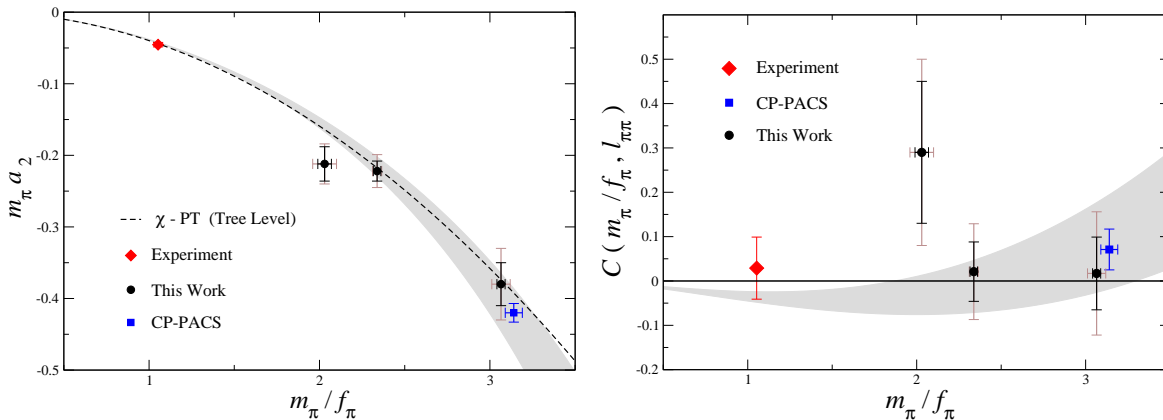 0
-0.1
-0.2
-0.3
-0.4
-0.5
m_π a_2
χ - PT (Tree Level)
Experiment
This Work
CP-PACS
1
2
3
m_π / f_π
0.5
0.4
0.3
0.2
0.1
0
-0.1
-0.2
C ( m_π / f_π , l_ππ )
Experiment
CP-PACS
This Work
1
2
3
m_π / f_π